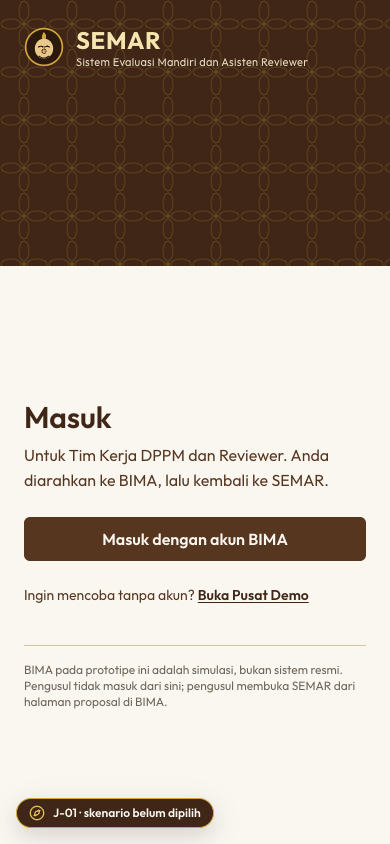 SEMAR
Sistem Evaluasi Mandiri dan Asisten Reviewer
Masuk
Untuk Tim Kerja DPPM dan Reviewer. Anda
diarahkan ke BIMA, lalu kembali ke SEMAR.
Masuk dengan akun BIMA
Ingin mencoba tanpa akun? Buka Pusat Demo
BIMA pada prototipe ini adalah simulasi, bukan sistem resmi.
Pengusul tidak masuk dari sini; pengusul membuka SEMAR dari
halaman proposal di BIMA.
J-01 · skenario belum dipilih